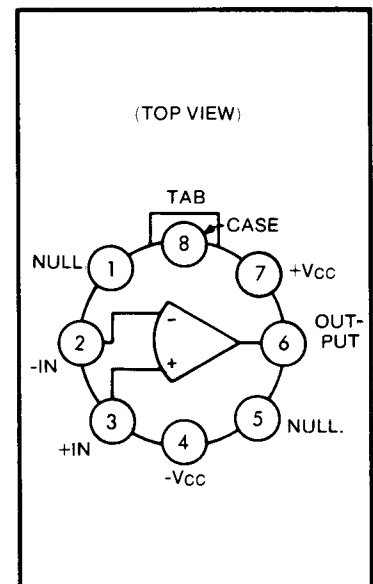 (TOP VIEW)
TAB
CASE
8
NULL
1
7
+VCC
2
-
6
OUT-
PUT
-IN
+
3
5
NULL.
+IN
4
-VCC